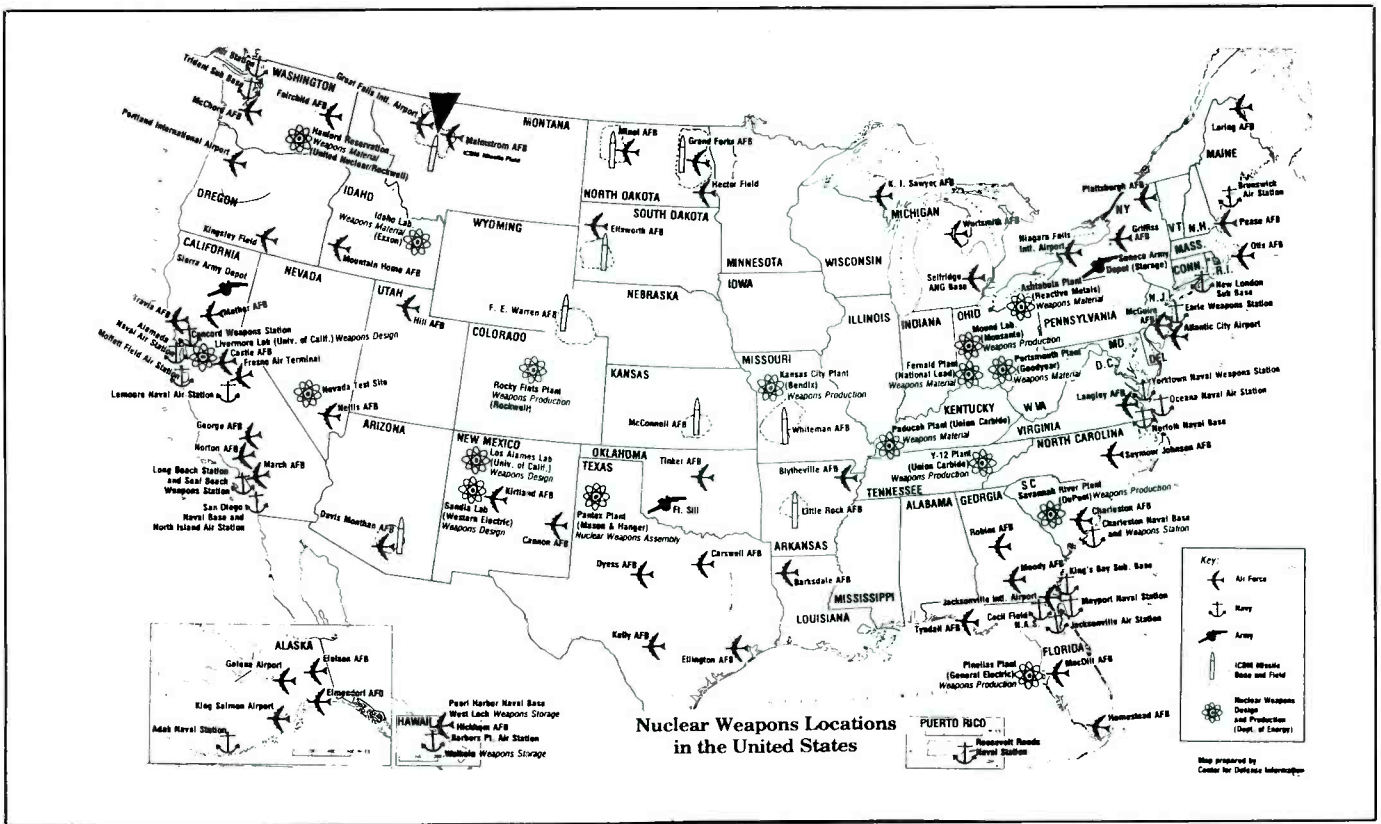 WASHINGTON
Air Station
Trident Sub Base
McChord AFB
Fairchild AFB
Great Falls Intl. Airport
Portland International Airport
Hanford Reservation
Weapons Material
(United Nuclear/Rockwell)
MONTANA
Malmstrom AFB
ICBM Missile Field
Minot AFB
Grand Forks AFB
Hector Field
NORTH DAKOTA
SOUTH DAKOTA
Ellsworth AFB
OREGON
IDAHO
Idaho Lab
Weapons Material
(Exxon)
WYOMING
Kingsley Field
Mountain Home AFB
CALIFORNIA
Sierra Army Depot
NEVADA
UTAH
Hill AFB
F. E. Warren AFB
NEBRASKA
Travis AFB
Mather AFB
Concord Weapons Station
Livermore Lab (Univ. of Calif.) Weapons Design
Alameda
Naval Air Station
Moffett Field Air Station
Castle AFB
Fresno Air Terminal
Lemoore Naval Air Station
Nevada Test Site
Nellis AFB
COLORADO
Rocky Flats Plant
Weapons Production
(Rockwell)
KANSAS
McConnell AFB
George AFB
Norton AFB
March AFB
Long Beach Station
and Seal Beach
Weapons Station
San Diego
Naval Base and
North Island Air Station
ARIZONA
Davis Monthan AFB
NEW MEXICO
Los Alamos Lab
(Univ. of Calif.)
Weapons Design
Kirtland AFB
Sandia Lab
(Western Electric)
Weapons Design
Cannon AFB
OKLAHOMA
Tinker AFB
Ft. Sill
TEXAS
Pantex Plant
(Mason & Hanger)
Nuclear Weapons Assembly
Dyess AFB
Carswell AFB
Kelly AFB
Ellington AFB
MINNESOTA
IOWA
WISCONSIN
K. I. Sawyer AFB
MICHIGAN
Wurtsmith AFB
Selfridge
ANG Base
ILLINOIS
INDIANA
OHIO
MISSOURI
Kansas City Plant
(Bendix)
Weapons Production
Whiteman AFB
Blytheville AFB
Little Rock AFB
ARKANSAS
Barksdale AFB
LOUISIANA
MISSISSIPPI
Ashtabula Plant
(Reactive Metals)
Weapons Material
Mound Lab
(Monsanto)
Weapons Production
Fernald Plant
(National Lead)
Weapons Material
Portsmouth Plant
(Goodyear)
Weapons Material
KENTUCKY
Paducah Plant (Union Carbide)
Weapons Material
Y-12 Plant
(Union Carbide)
Weapons Production
TENNESSEE
ALABAMA
GEORGIA
W VA
VIRGINIA
NORTH CAROLINA
Seymour Johnson AFB
S C
Savannah River Plant
(DuPont) Weapons Production
Charleston AFB
Charleston Naval Base
and Weapons Station
Robins AFB
Moody AFB
King's Bay Sub. Base
Jacksonville Intl. Airport
Mayport Naval Station
Cecil Field
N.A.S.
Jacksonville Air Station
Tyndall AFB
FLORIDA
Pinellas Plant
(General Electric)
Weapons Production
MacDill AFB
Homestead AFB
Loring AFB
MAINE
Brunswick
Air Station
Plattsburgh AFB
NY
Griffiss
AFB
VT
N.H.
Pease AFB
MASS
Otis AFB
CONN
R.I.
Niagara Falls
Intl. Airport
Seneca Army
Depot (Storage)
New London
Sub Base
PENNSYLVANIA
N.J.
McGuire
AFB
Earle Weapons Station
Atlantic City Airport
MD
D.C.
DEL
Yorktown Naval Weapons Station
Langley AFB
Oceana Naval Air Station
Norfolk Naval Base
ALASKA
Galena Airport
Eielson AFB
Elmendorf AFB
King Salmon Airport
Adak Naval Station
HAWAII
Pearl Harbor Naval Base
West Loch Weapons Storage
Hickham AFB
Barbers Pt. Air Station
Weapons Storage
Nuclear Weapons Locations
in the United States
PUERTO RICO
Roosevelt Roads
Naval Station
Key:
Air Force
Navy
Army
ICBM Missile
Base and Field
Nuclear Weapons
Design
and Production
(Dept. of Energy)
Map prepared by
Center for Defense Information